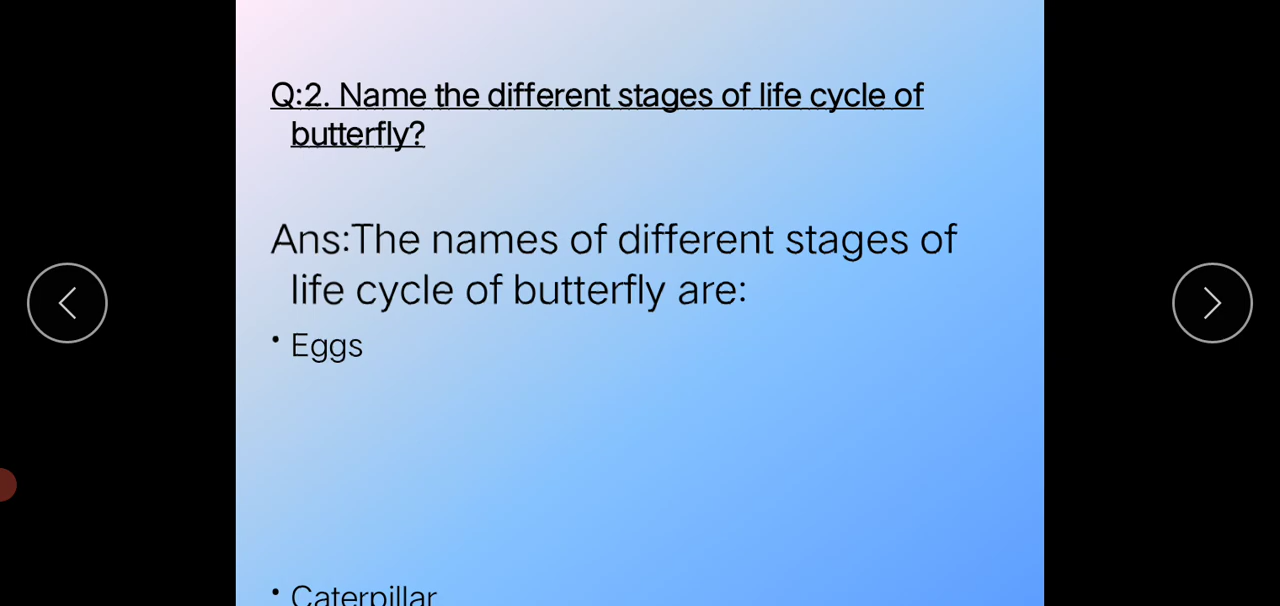 Q:2. Name the different stages of life cycle of
butterfly?
Ans:The names of different stages of
life cycle of butterfly are:
• Eggs
• Caterpillar